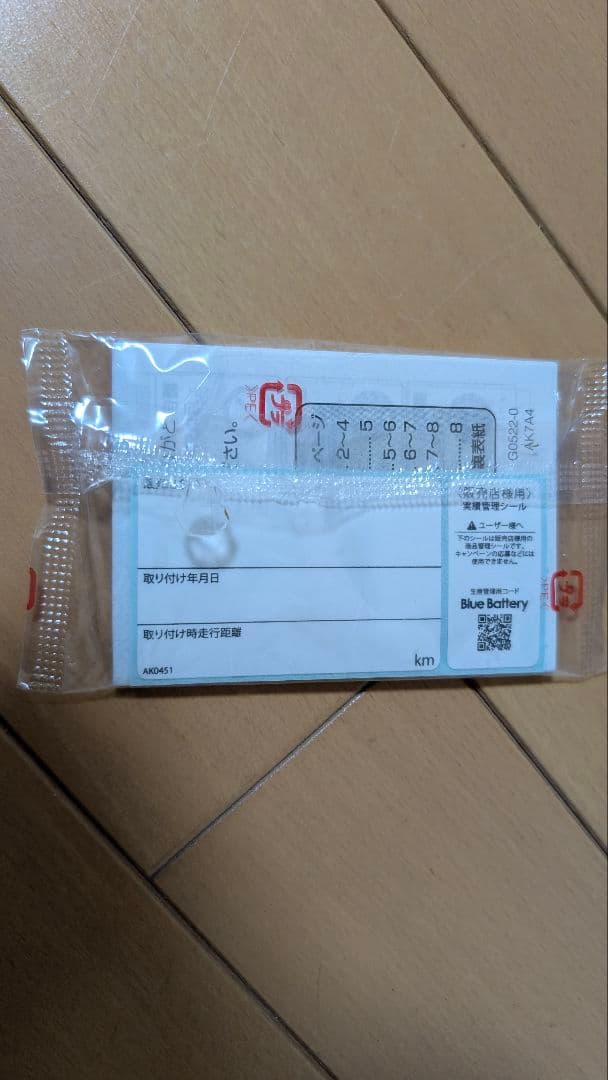 さい。
ページ
2~4
5
5~6
6~7
7~8
8
裏表紙
G0522-0
AK7A4
PE
プラ
取り付け年月日
取り付け時走行距離
km
AK0451
〈販売店様用〉
実績管理シール
⚠ユーザー様へ
下のシールは販売店様用の
商品管理シールです。
キャンペーンの応募などには
使用できません。
生産管理用コード
Blue Battery
プラ